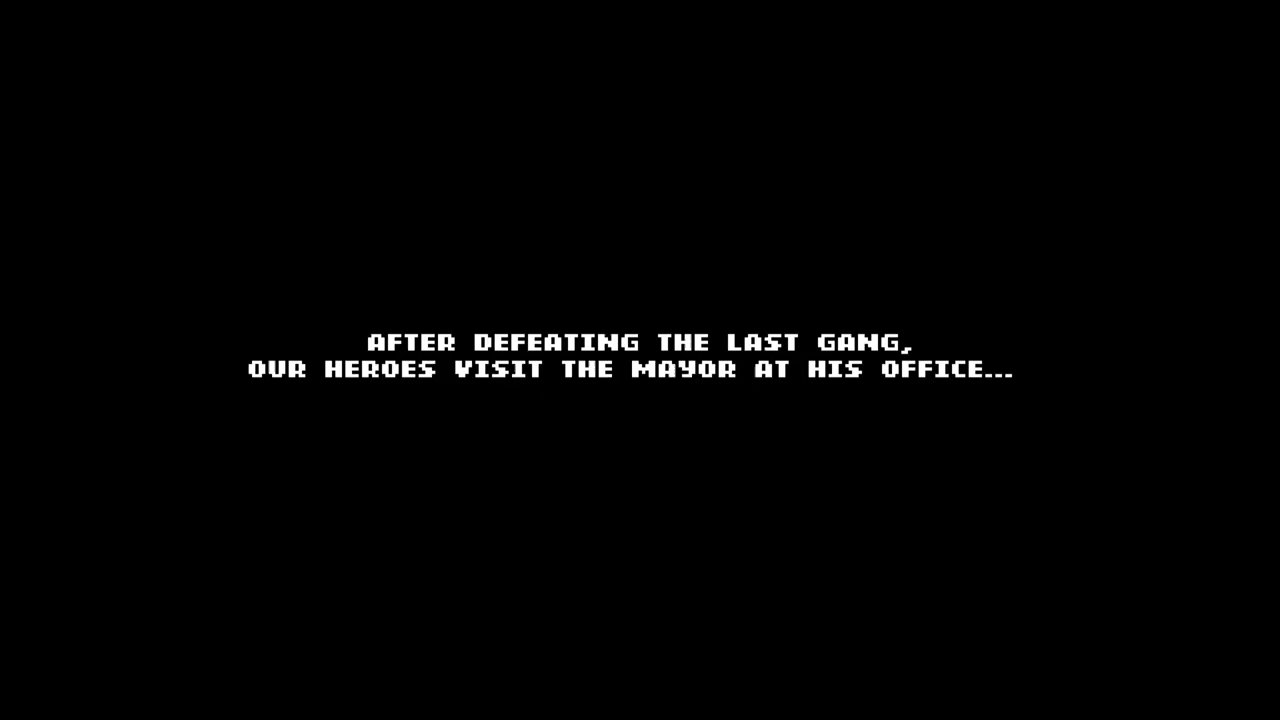 AFTER DEFEATING THE LAST GANG,
OUR HEROES VISIT THE MAYOR AT HIS OFFICE...